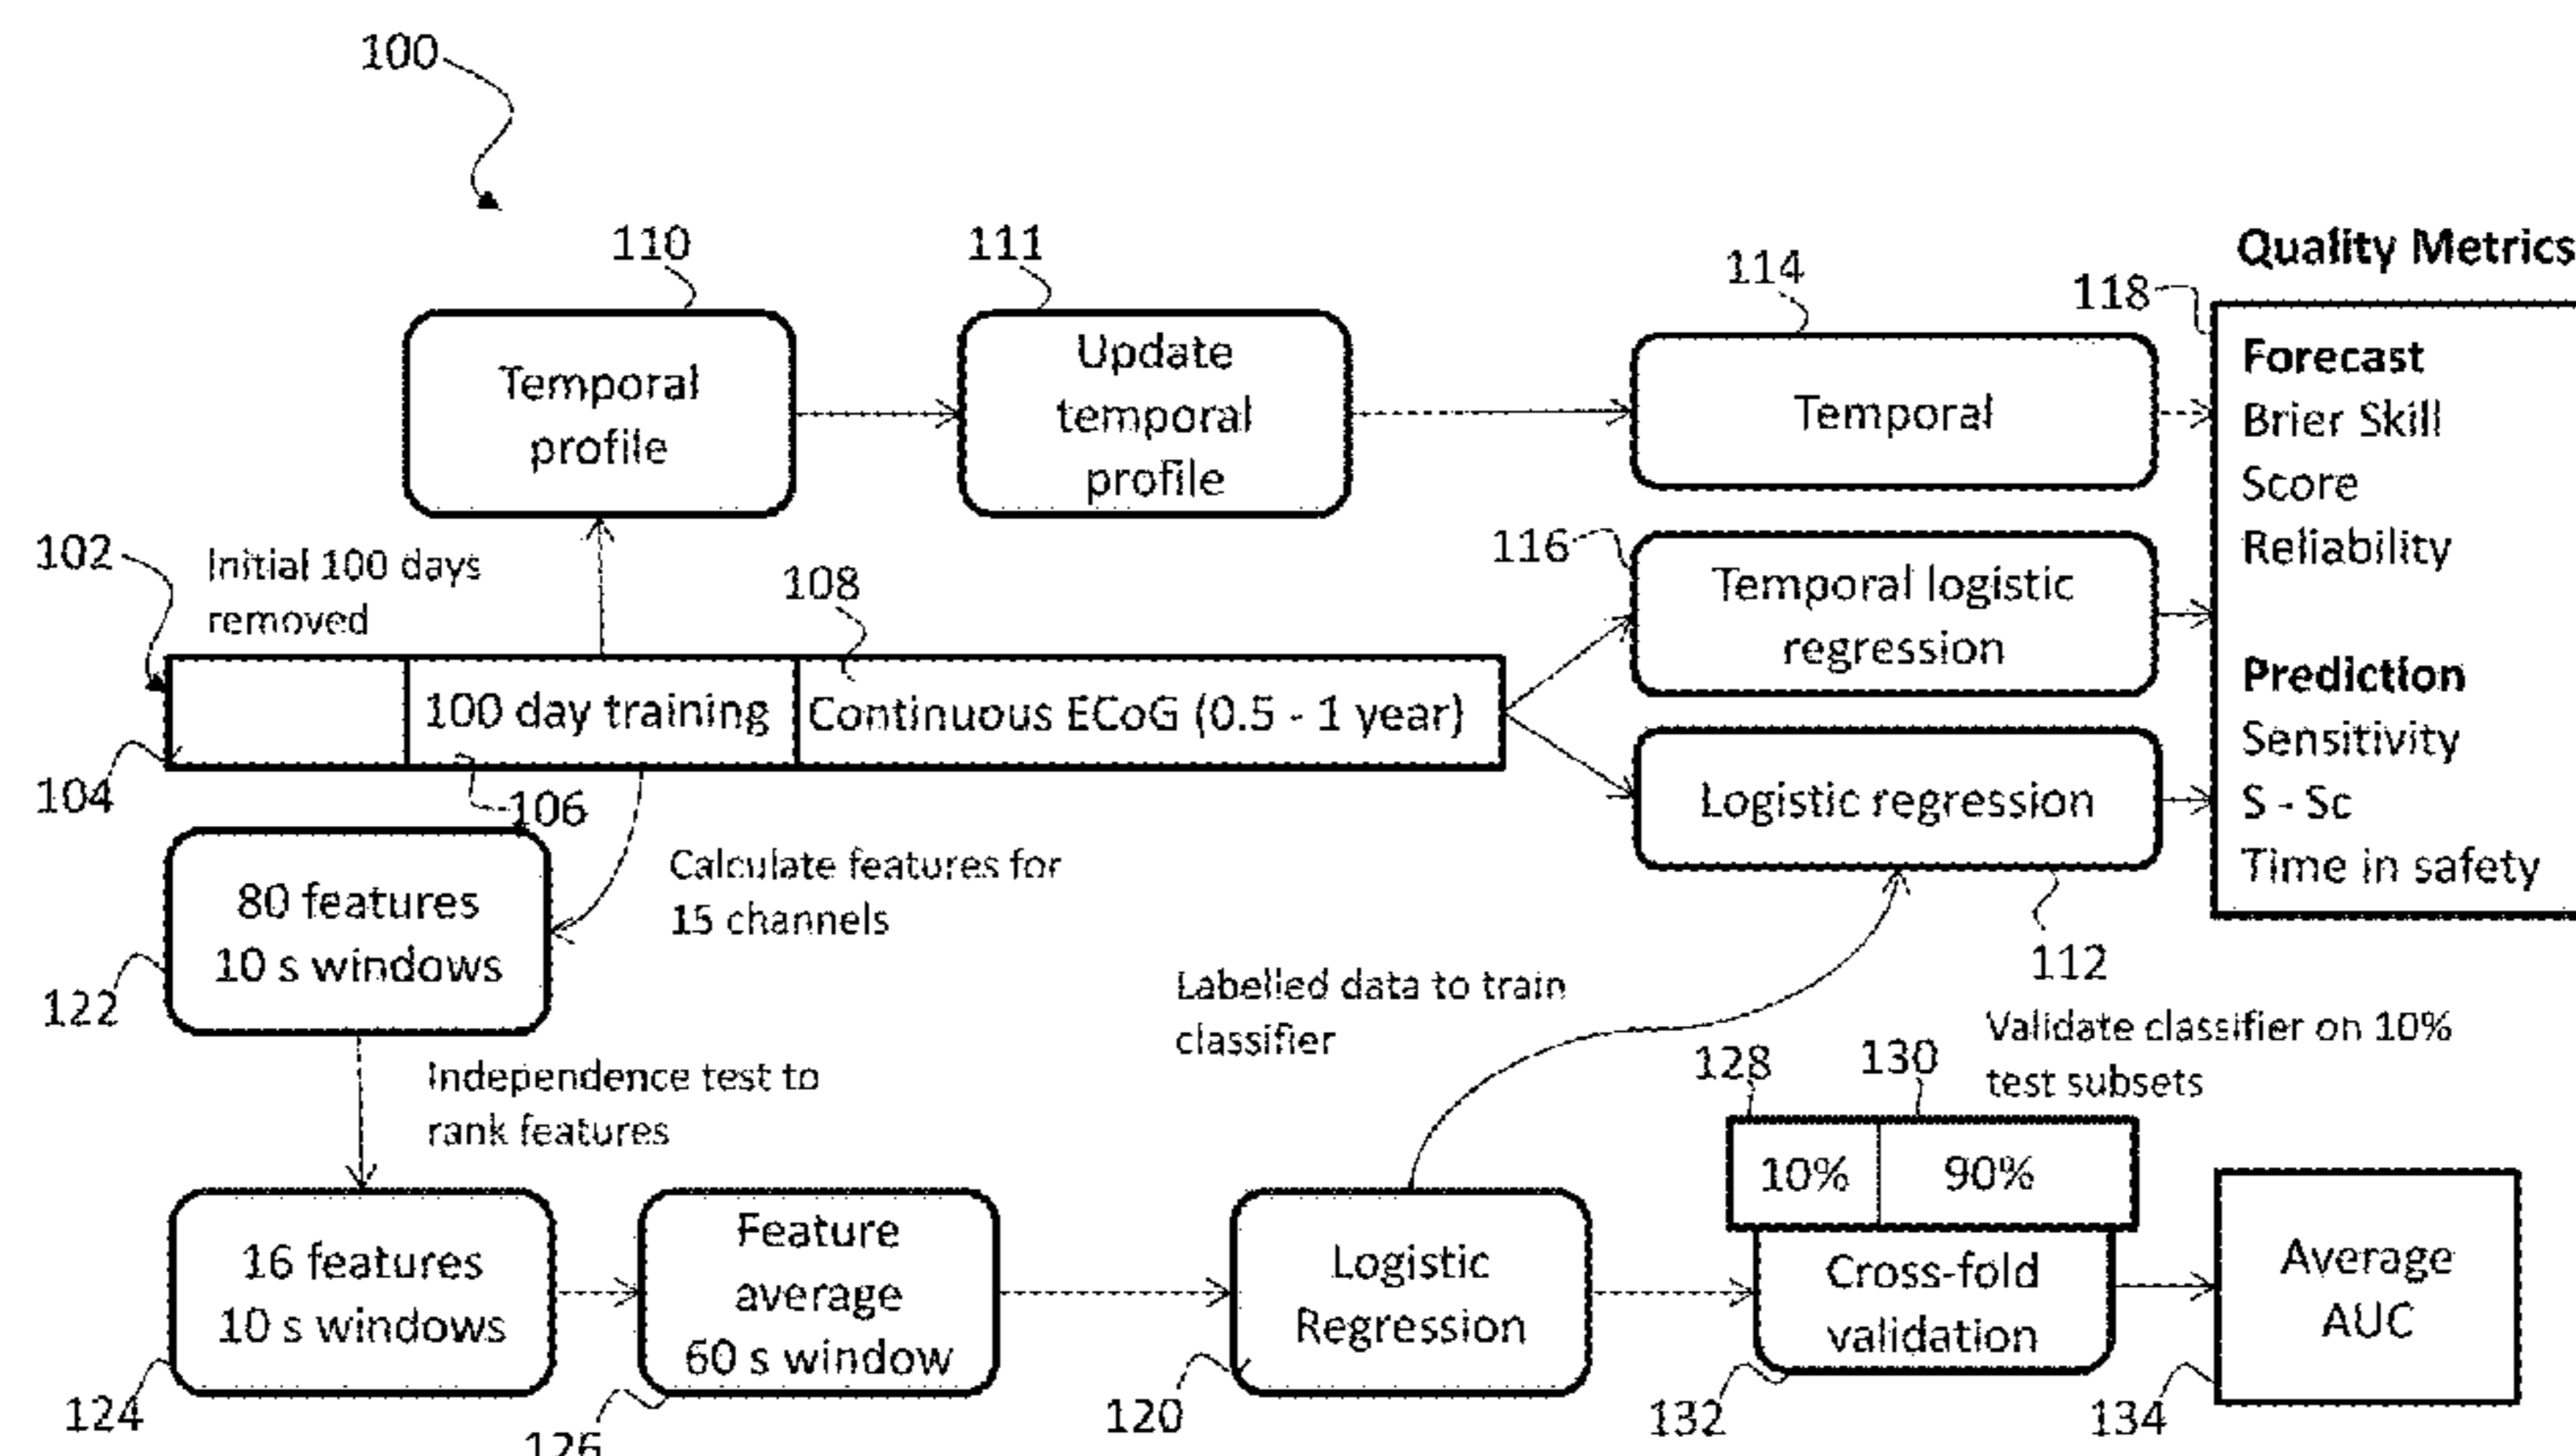 100
110
111
114
Quality Metrics
118
Temporal
profile
Update
temporal
profile
Temporal
Forecast
Brier Skill
Score
Reliability
102
Initial 100 days
removed
108
116
Temporal logistic
regression
Prediction
Sensitivity
S - Sc
Time in safety
100 day training
Continuous ECoG (0.5 - 1 year)
Logistic regression
104
106
80 features
10 s windows
Calculate features for
15 channels
122
112
Labelled data to train
classifier
Validate classifier on 10%
test subsets
Independence test to
rank features
128
130
10%
90%
16 features
10 s windows
Feature
average
60 s window
Logistic
Regression
Cross-fold
validation
Average
AUC
124
126
120
132
134